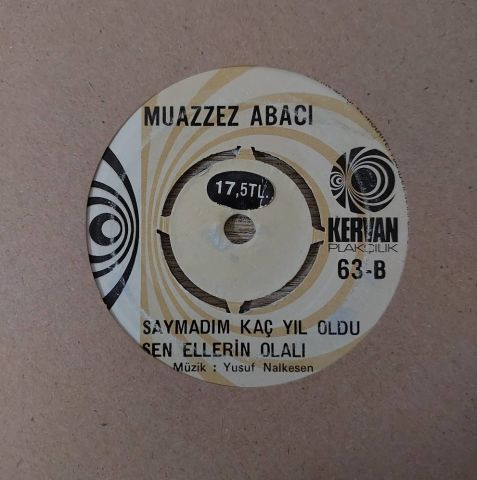 MUAZZEZ ABACI
17,5TL.
KERVAN
PLAKÇILIK
63-B
SAYMADIM KAÇ YIL OLDU
SEN ELLERİN OLALI
Müzik : Yusuf Nalkesen